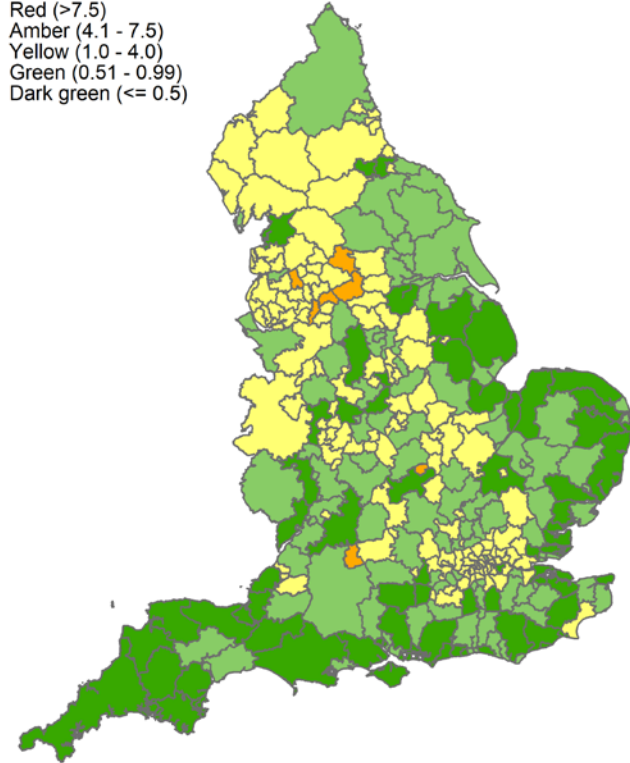 Red (>7.5)
Amber (4.1 - 7.5)
Yellow (1.0 - 4.0)
Green (0.51 - 0.99)
Dark green (<= 0.5)